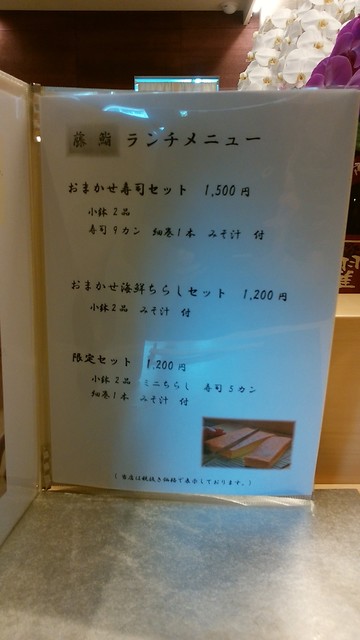 藤鮨 ランチメニュー
おまかせ寿司セット 1,500円
小鉢2品
寿司9カン 細巻1本 みそ汁 付
おまかせ海鮮ちらしセット 1,200円
小鉢2品 みそ汁 付
限定セット 1,200円
小鉢2品 ミニちらし 寿司5カン
細巻1本 みそ汁 付
(当店は税抜き価格で表示しております。)